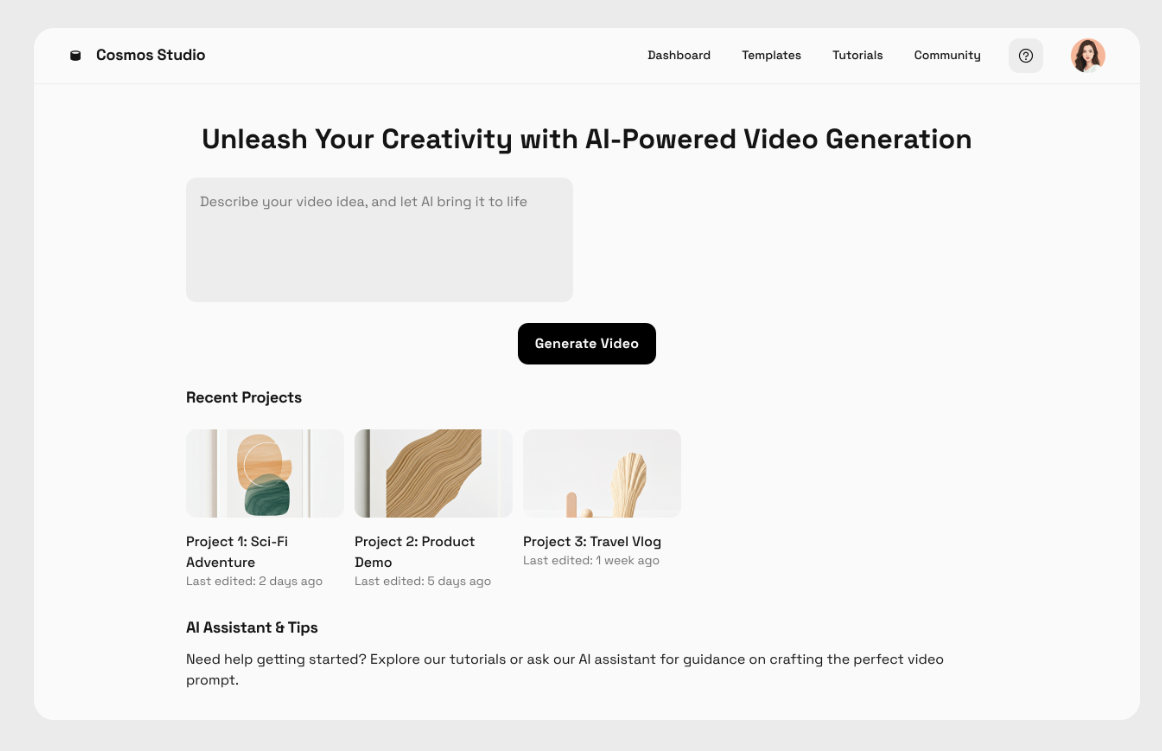 Cosmos Studio
Dashboard
Templates
Tutorials
Community
Unleash Your Creativity with AI-Powered Video Generation
Describe your video idea, and let AI bring it to life
Generate Video
Recent Projects
Project 1: Sci-Fi
Adventure
Last edited: 2 days ago
Project 2: Product
Demo
Last edited: 5 days ago
Project 3: Travel Vlog
Last edited: 1 week ago
AI Assistant & Tips
Need help getting started? Explore our tutorials or ask our AI assistant for guidance on crafting the perfect video
prompt.